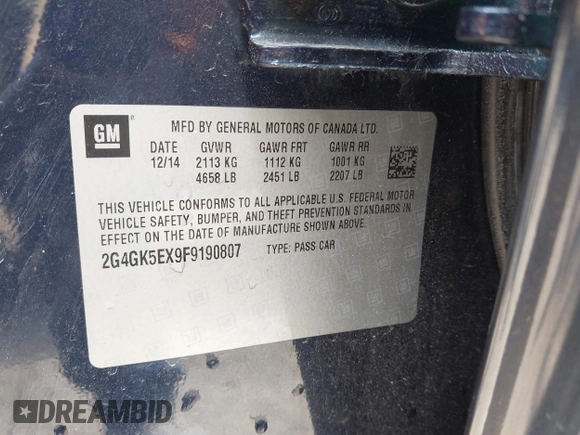 GM
MFD BY GENERAL MOTORS OF CANADA LTD.
DATE GVWR GAWR FRT GAWR RR
12/14 2113 KG 1112 KG 1001 KG
4658 LB 2451 LB 2207 LB
THIS VEHICLE CONFORMS TO ALL APPLICABLE U.S. FEDERAL MOTOR
VEHICLE SAFETY, BUMPER, AND THEFT PREVENTION STANDARDS IN
EFFECT ON THE DATE OF MANUFACTURE SHOWN ABOVE.
2G4GK5EX9F9190807 TYPE: PASS CAR
DREAMBID